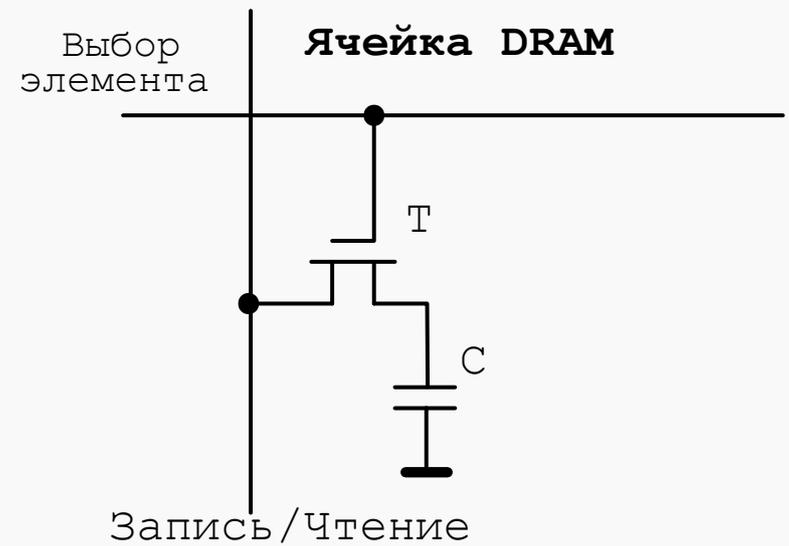 Выбор
элемента
Ячейка DRAM
T
C
Запись/Чтение